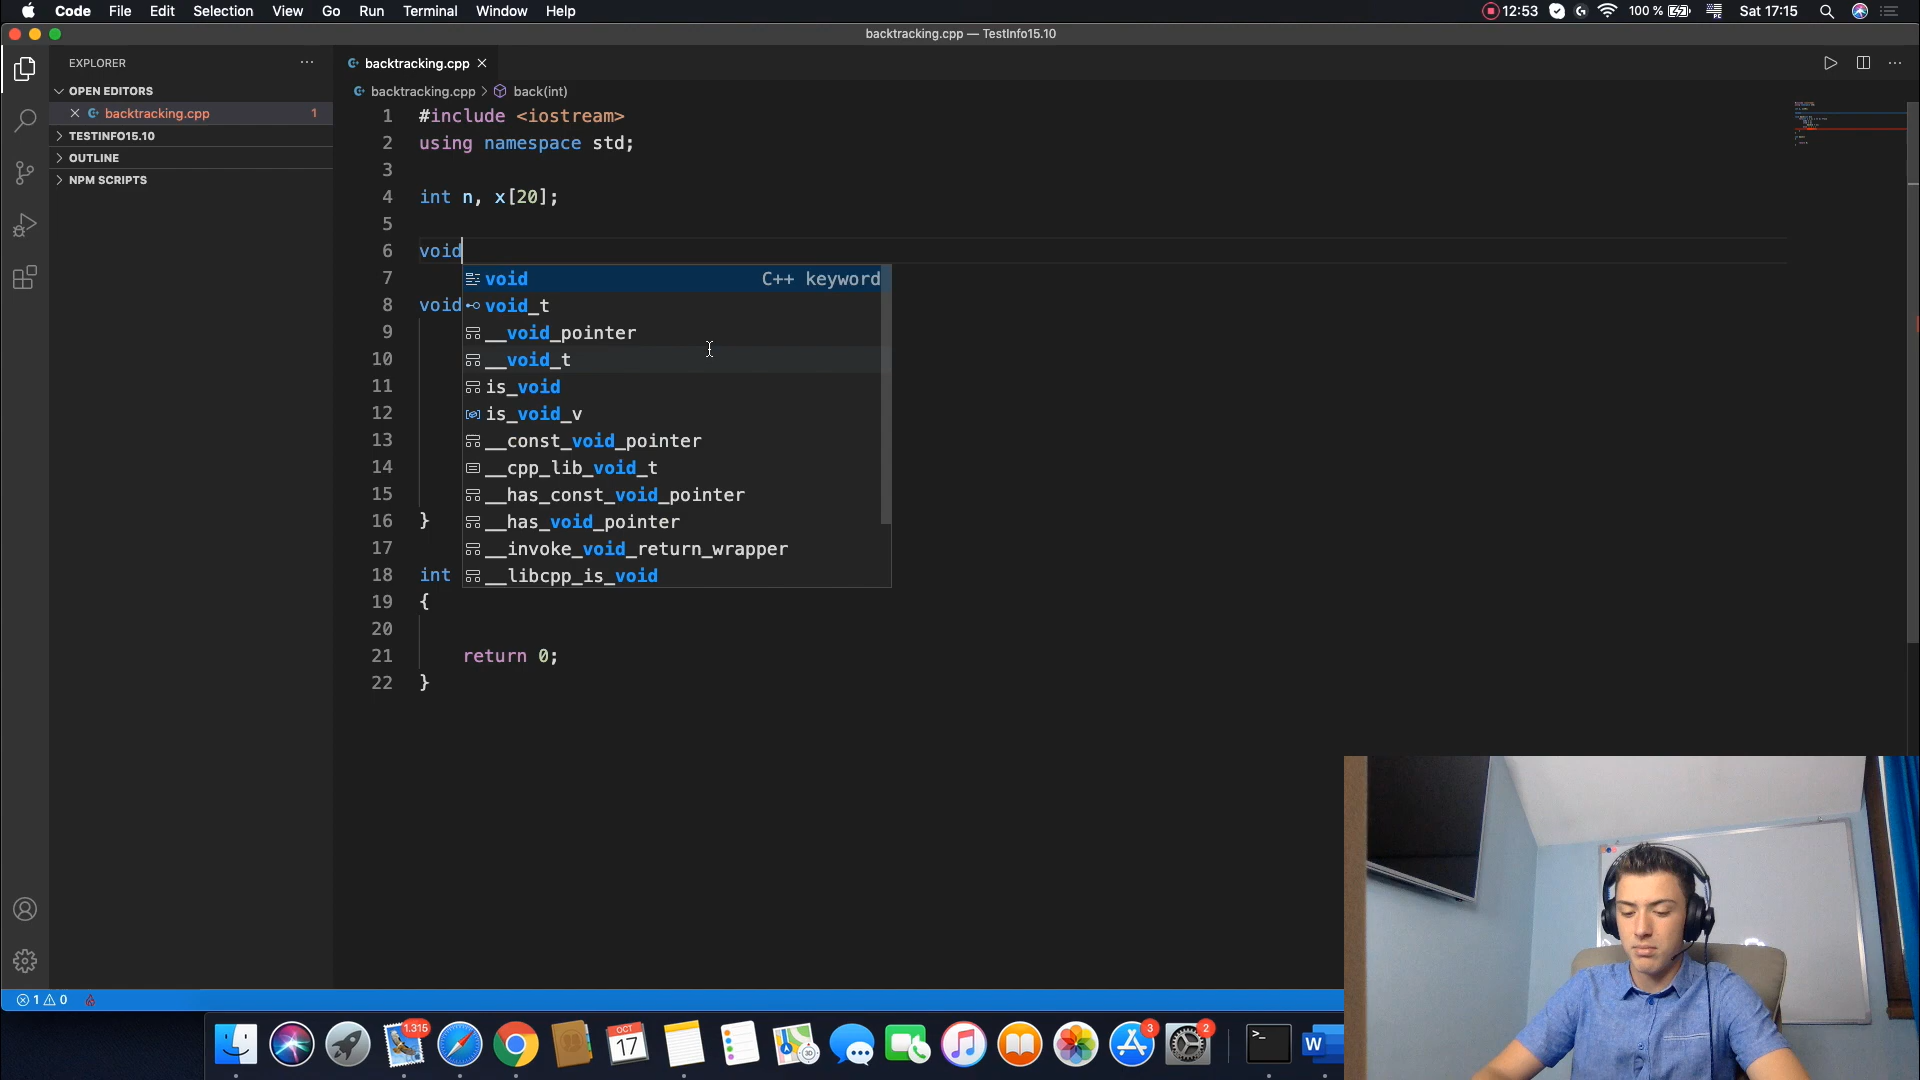 Code File Edit Selection View Go Run Terminal Window Help 12:53 100 % Sat 17:15
backtracking.cpp — TestInfo15.10
EXPLORER
OPEN EDITORS
backtracking.cpp 1
TESTINFO15.10
OUTLINE
NPM SCRIPTS
backtracking.cpp
backtracking.cpp > back(int)
1 #include <iostream>
2 using namespace std;
3
4 int n, x[20];
5
6 void
7
8 void
9
10
11
12
13
14
15
16 }
17
18 int
19 {
20
21 return 0;
22 }
void C++ keyword
void_t
__void_pointer
__void_t
is_void
is_void_v
__const_void_pointer
__cpp_lib_void_t
__has_const_void_pointer
__has_void_pointer
__invoke_void_return_wrapper
__libcpp_is_void
1 0
1.315
OCT
17
3
2
W